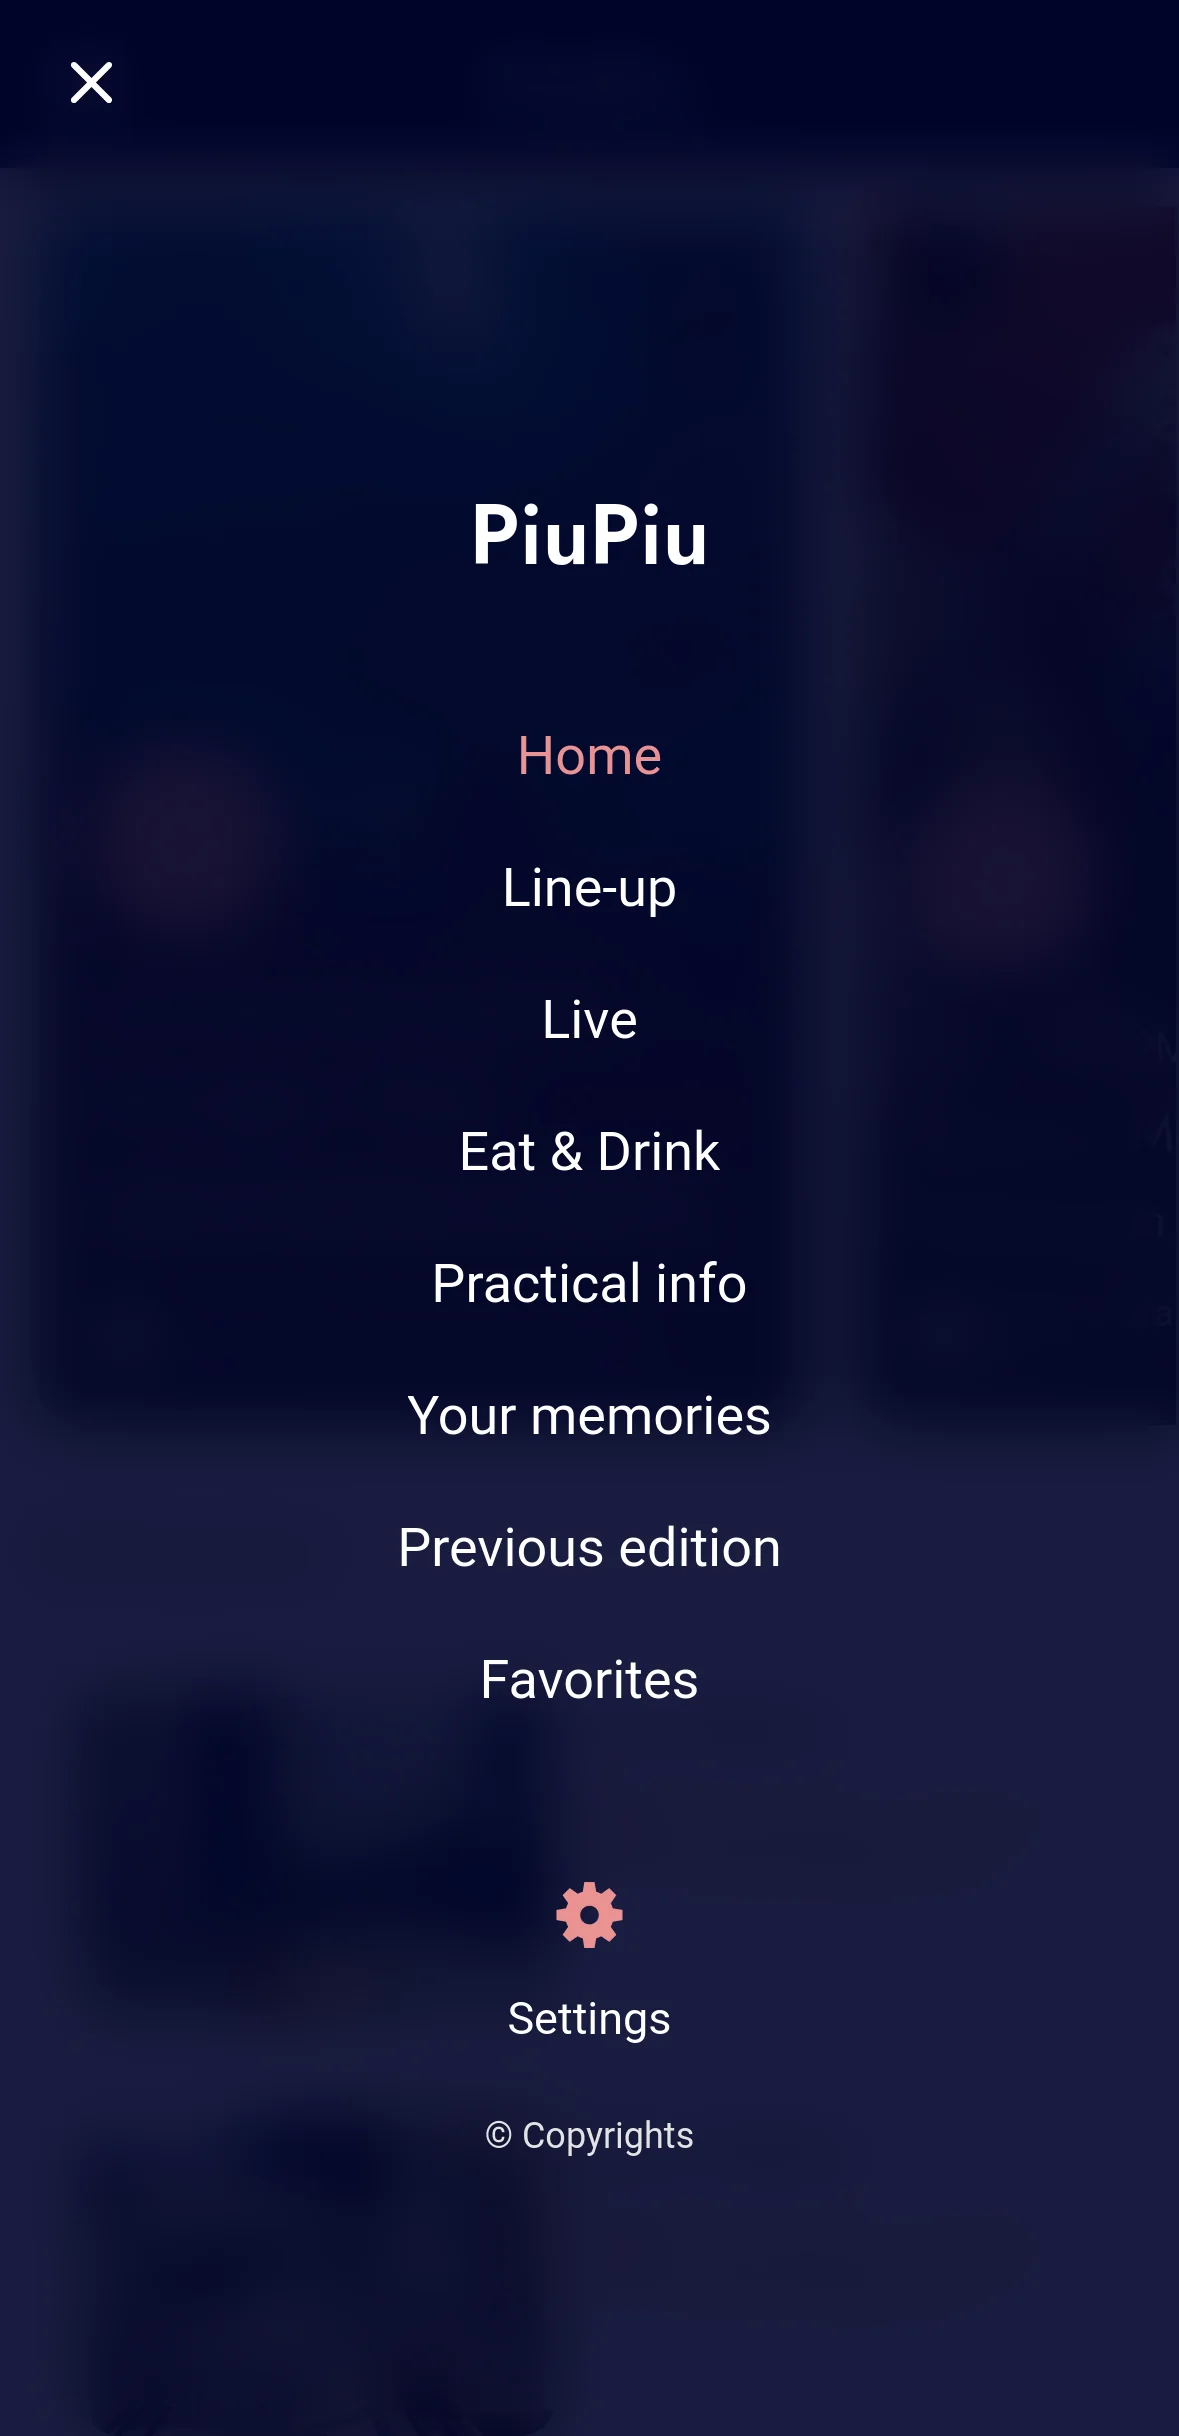 PiuPiu
Home
Line-up
Live
Eat & Drink
Practical info
Your memories
Previous edition
Favorites
Settings
© Copyrights